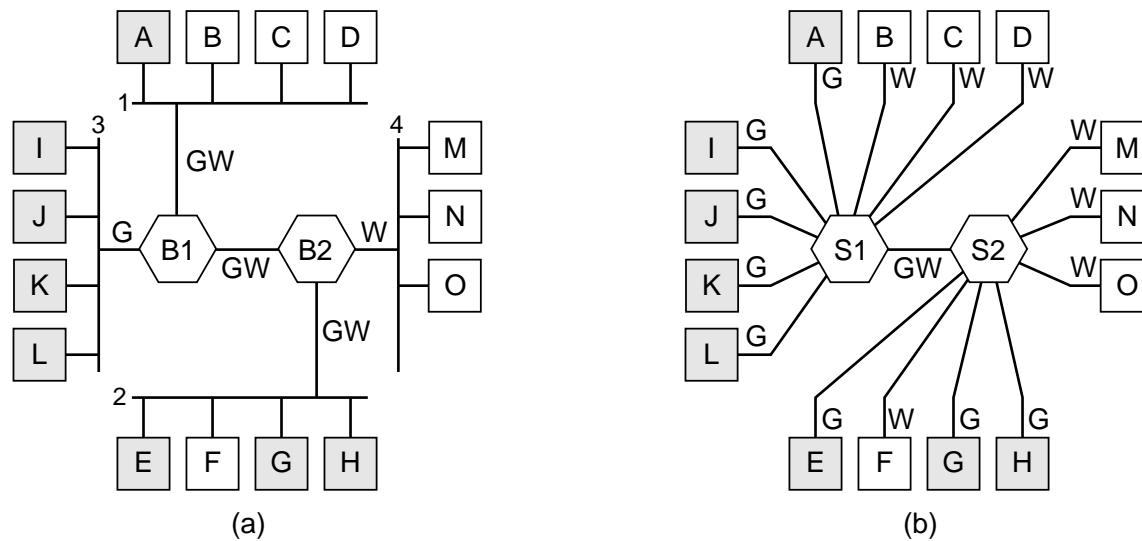 A B C D
1
3
4
GW
I
J
K
L
G
B1
GW
B2
W
M
N
O
GW
2
E F G H
(a)
A B C D
G W W W
I G
J G
K G
L G
S1
GW
S2
W M
W N
W O
G W G G
E F G H
(b)